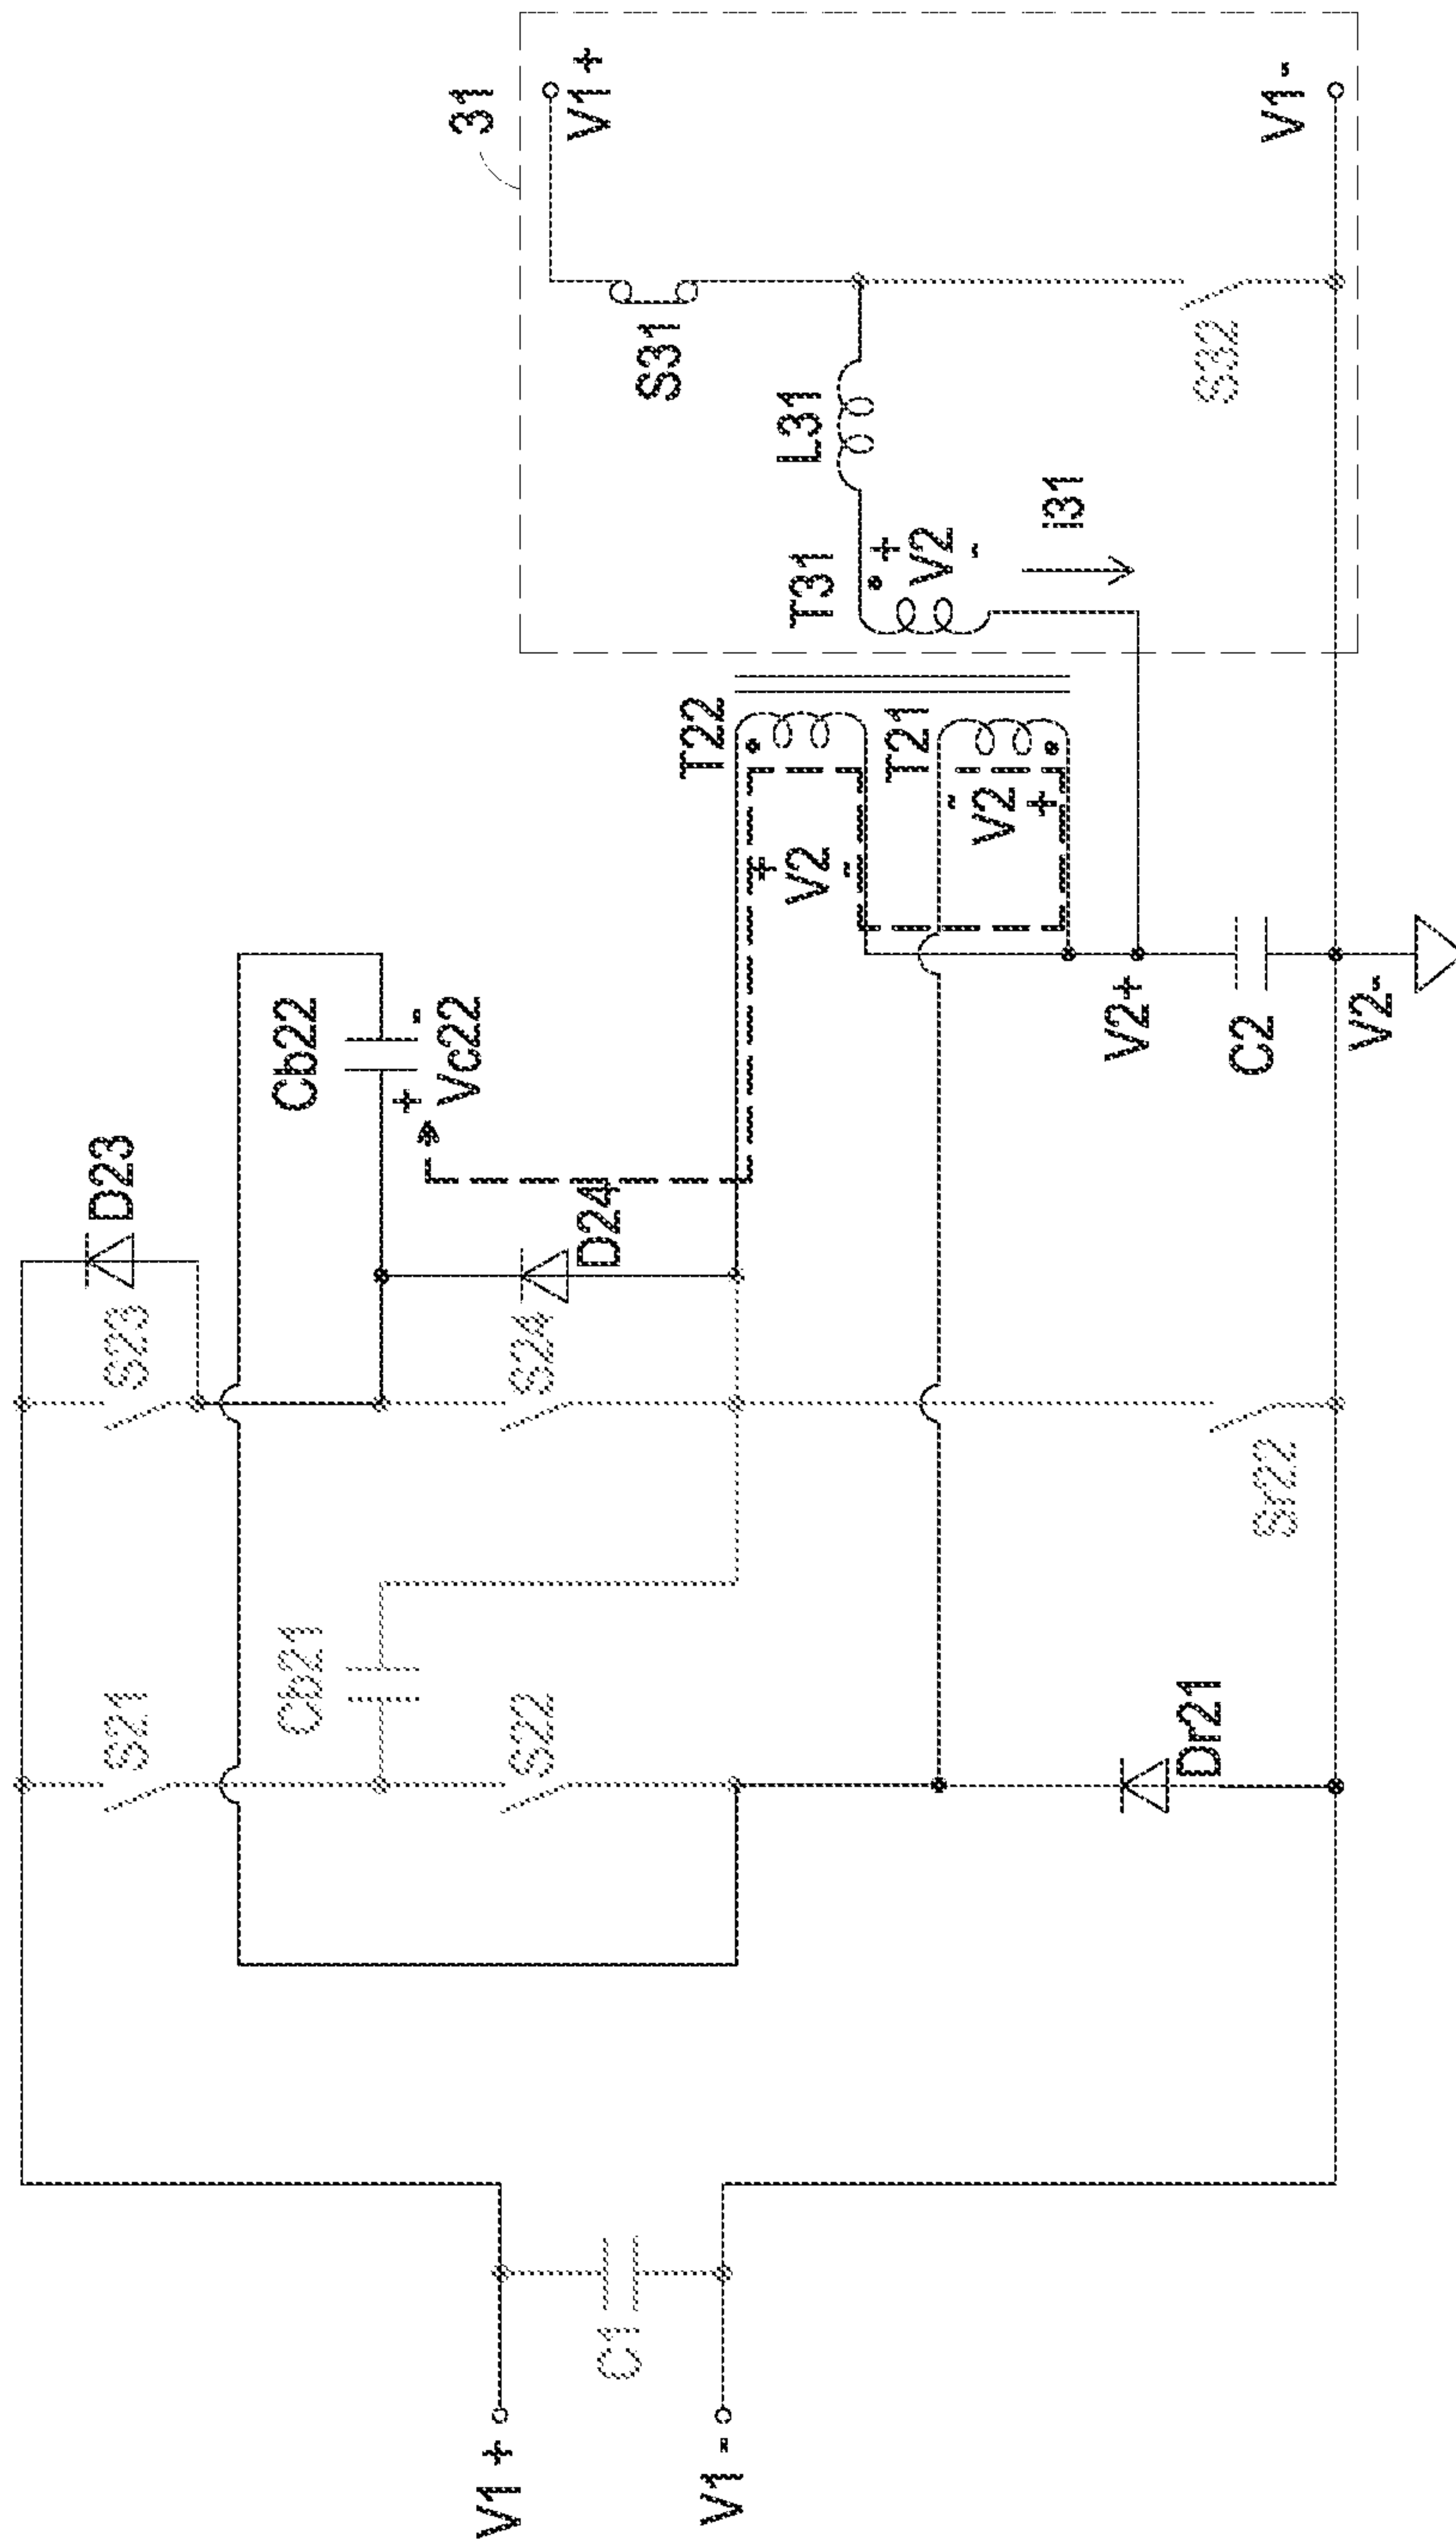 31
V1 +
V1 -
S31
S32
L31
T31
+
V2
-
i31
T22
T21
+
V2
-
-
V2
+
Cb22
+
-
Vc22
D23
D24
S23
S24
V2+
C2
V2-
Sr22
Cb21
S21
S22
Dr21
C1
V1 +
V1 -